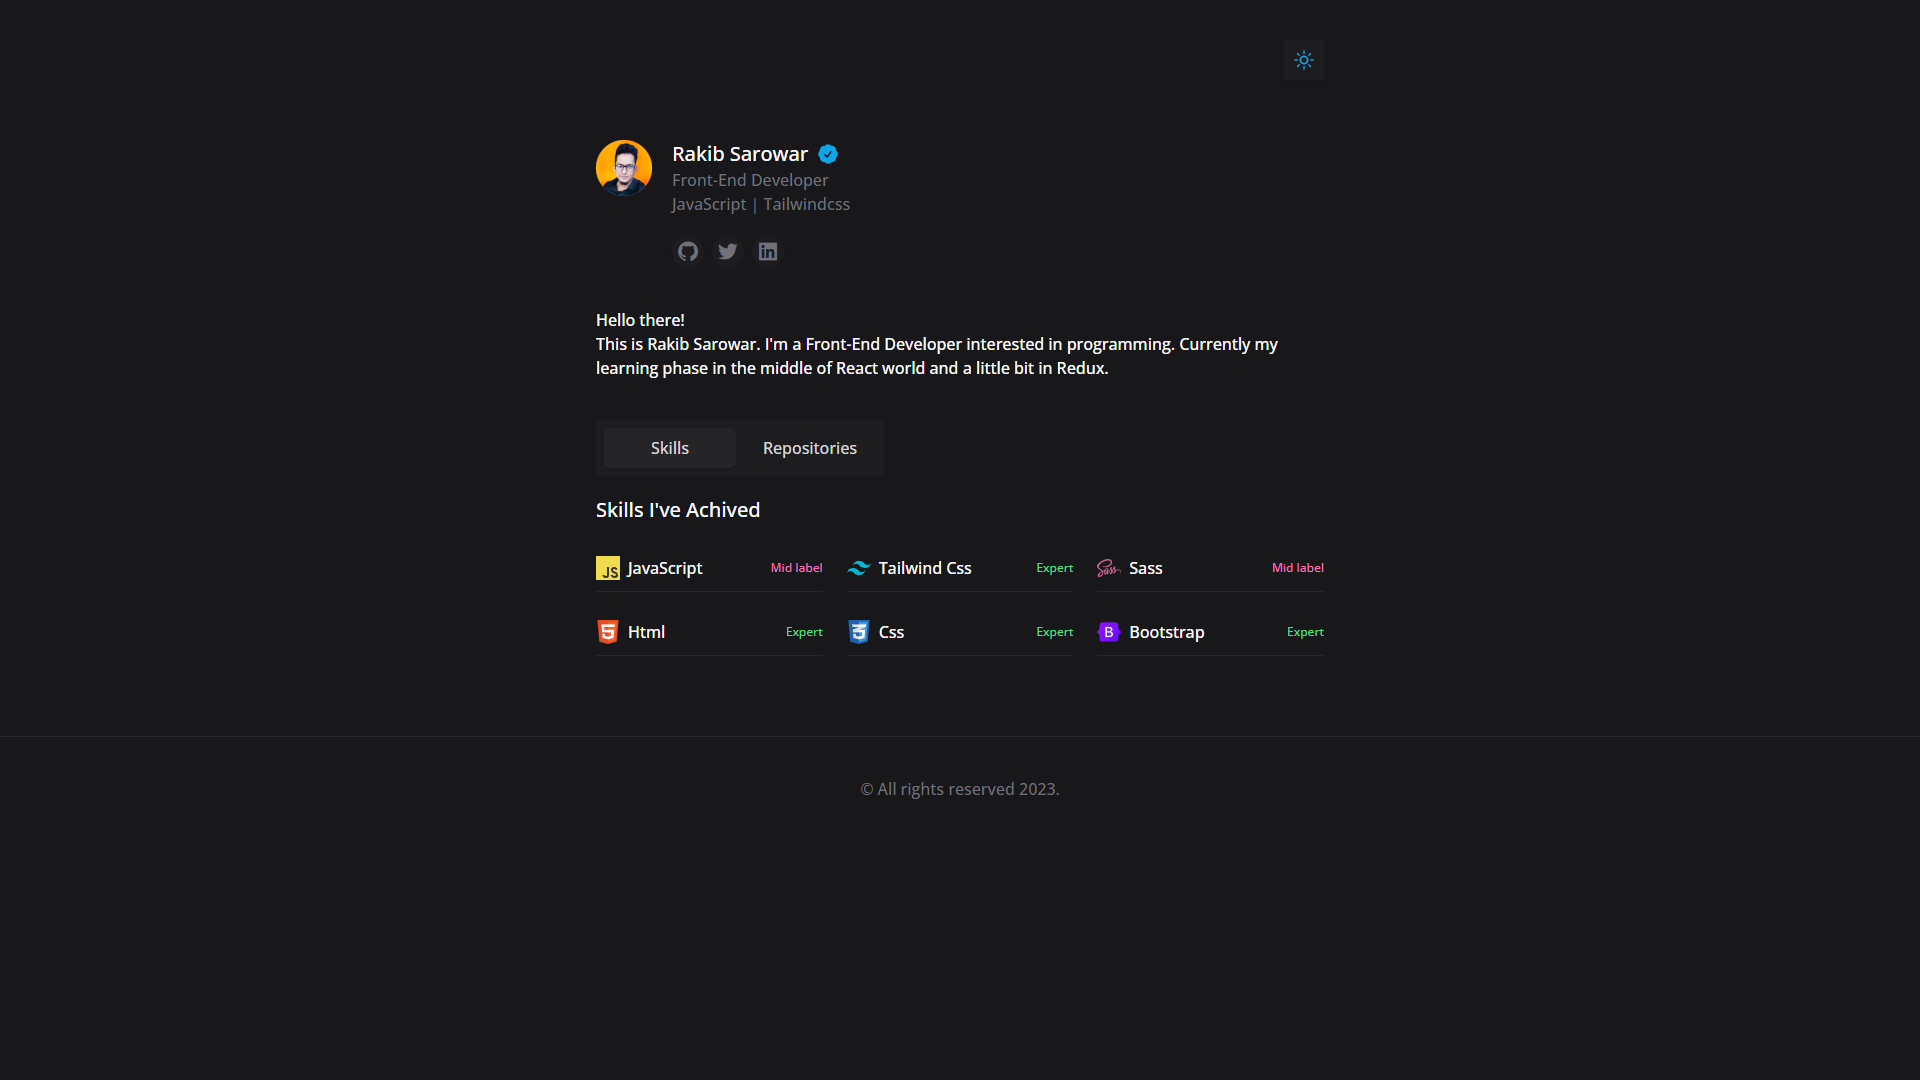 Rakib Sarowar
Front-End Developer
JavaScript | Tailwindcss
Hello there!
This is Rakib Sarowar. I'm a Front-End Developer interested in programming. Currently my
learning phase in the middle of React world and a little bit in Redux.
Skills Repositories
Skills I've Achived
JS JavaScript Mid label
Tailwind Css Expert
Sass Sass Mid label
5 Html Expert
3 Css Expert
B Bootstrap Expert
© All rights reserved 2023.